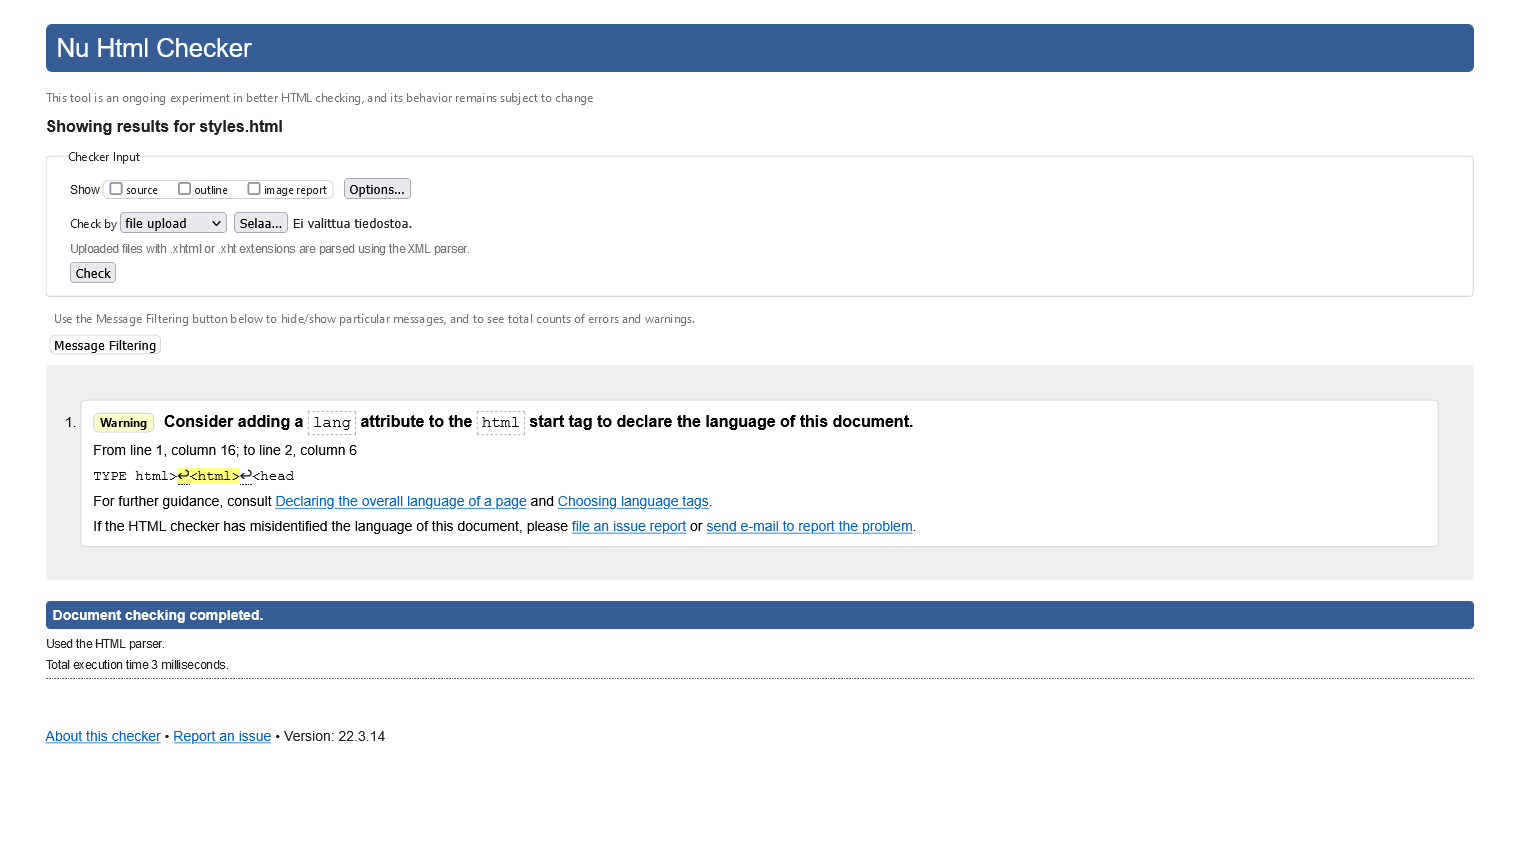 Nu Html Checker
This tool is an ongoing experiment in better HTML checking, and its behavior remains subject to change
Showing results for styles.html
Checker Input
Show source outline image report Options...
Check by file upload Selaa... Ei valittua tiedostoa.
Uploaded files with .xhtml or .xht extensions are parsed using the XML parser.
Check
Use the Message Filtering button below to hide/show particular messages, and to see total counts of errors and warnings.
Message Filtering
1. Warning Consider adding a lang attribute to the html start tag to declare the language of this document.
From line 1, column 16; to line 2, column 6
TYPE html>↩<html>↩<head
For further guidance, consult Declaring the overall language of a page and Choosing language tags.
If the HTML checker has misidentified the language of this document, please file an issue report or send e-mail to report the problem.
Document checking completed.
Used the HTML parser.
Total execution time 3 milliseconds.
About this checker • Report an issue • Version: 22.3.14